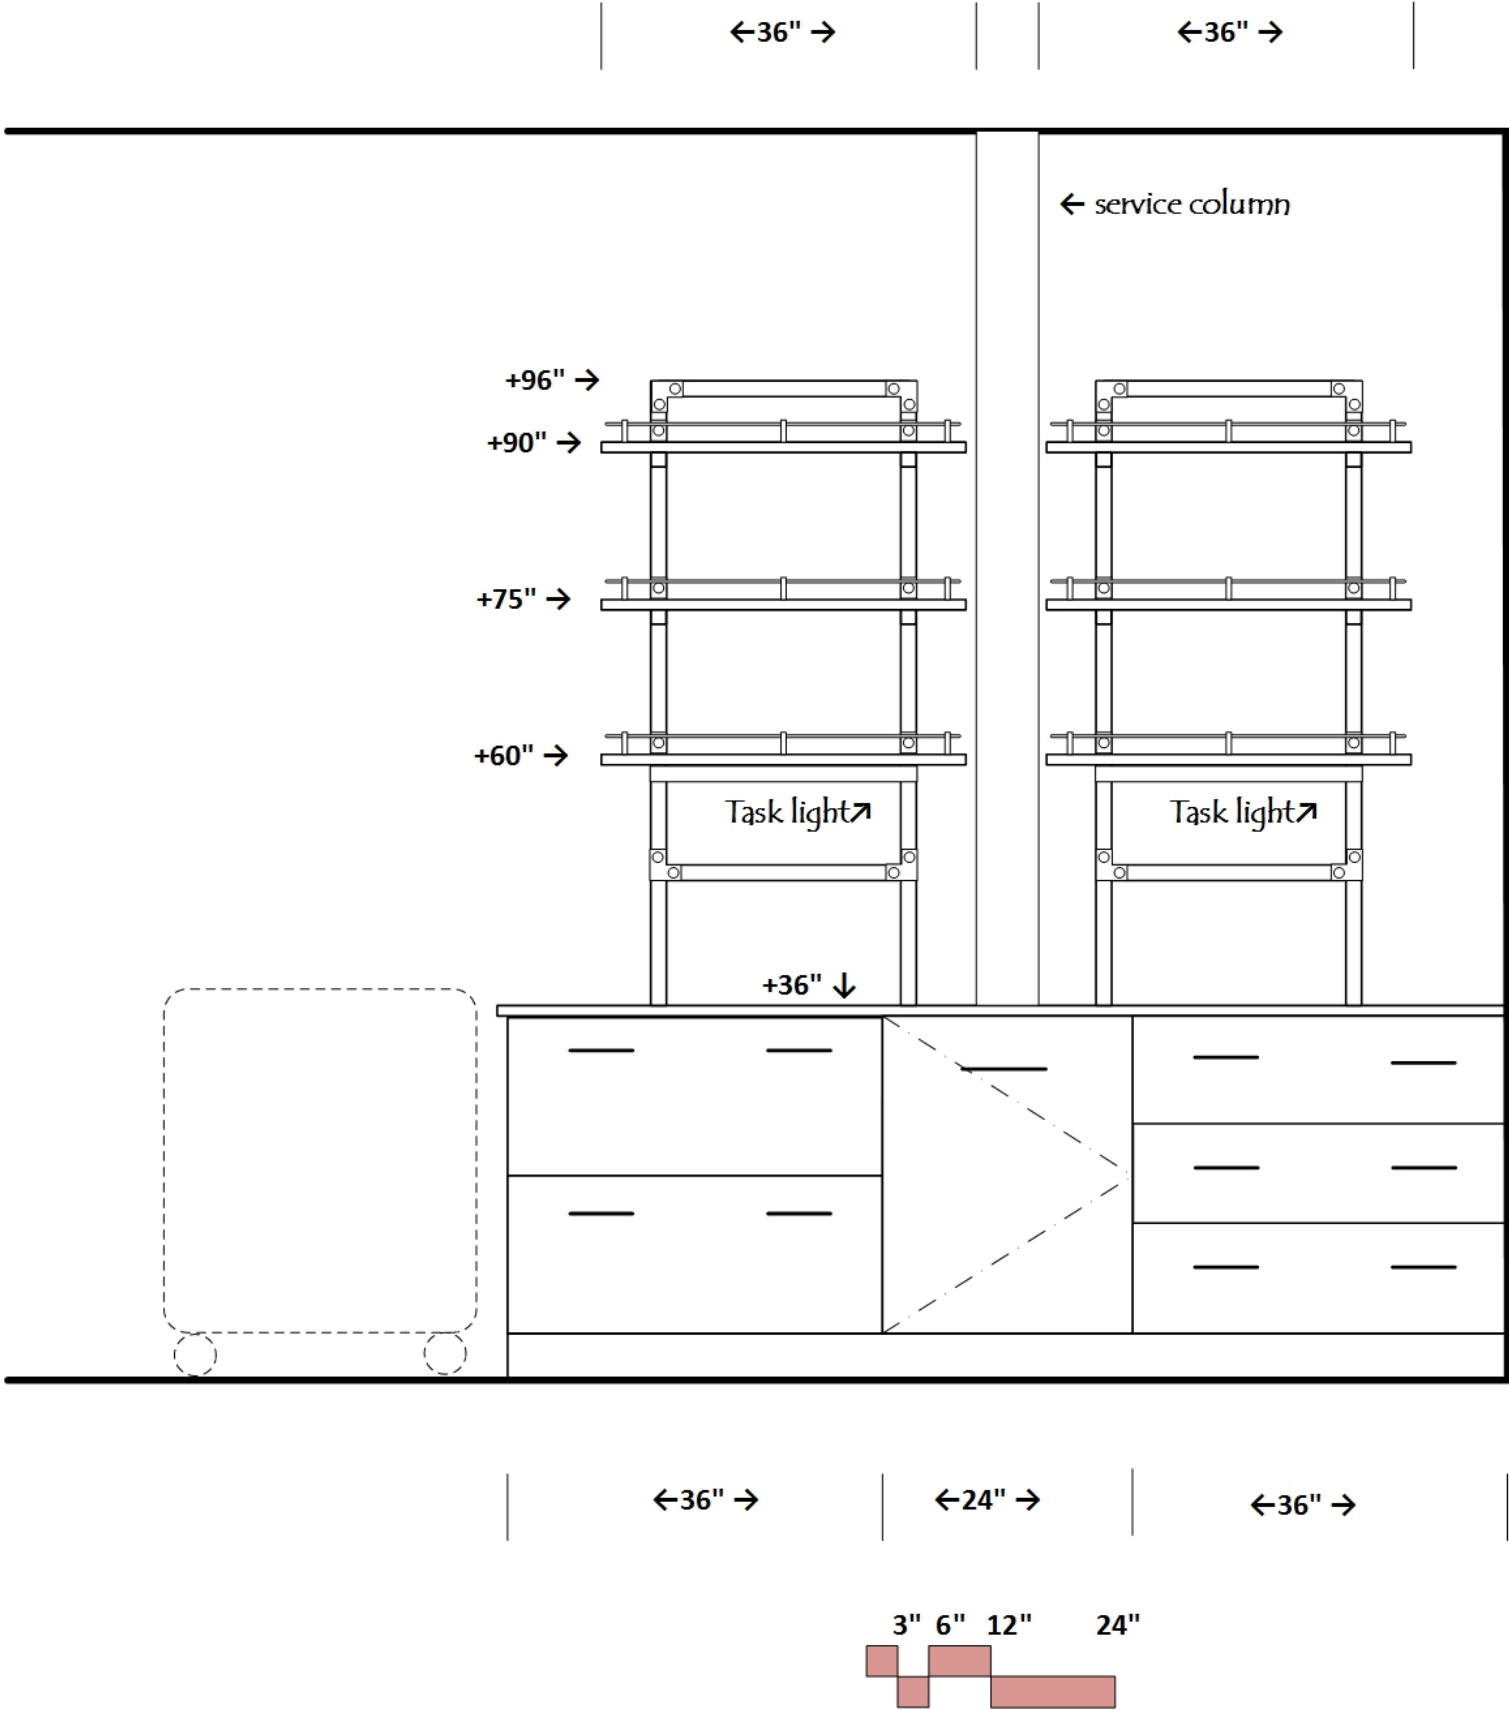 ←36" → ←36" →
← service column
+96" →
+90" →
+75" →
+60" →
Task light↗ Task light↗
+36" ↓
←36" → ←24" → ←36" →
3" 6" 12" 24"